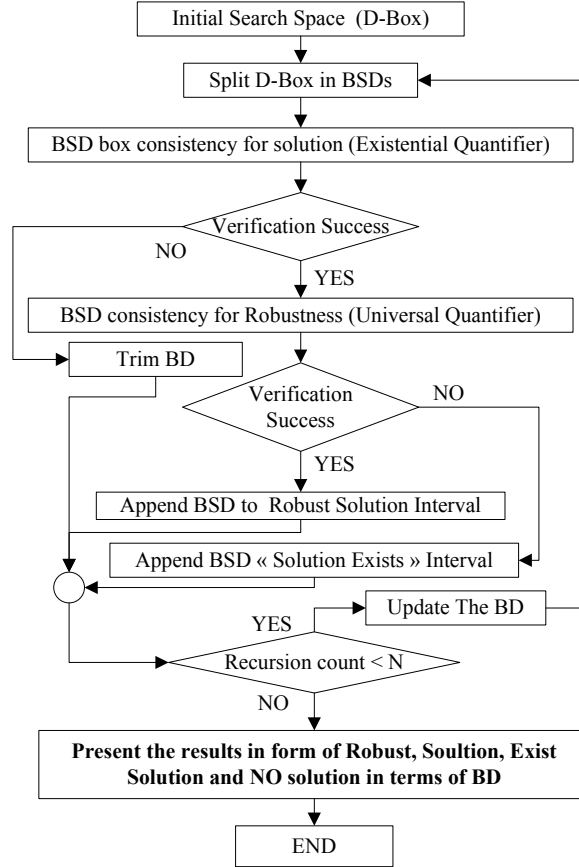 Initial Search Space (D-Box)
Split D-Box in BSDs
BSD box consistency for solution (Existential Quantifier)
Verification Success
NO
YES
BSD consistency for Robustness (Universal Quantifier)
Trim BD
Verification
Success
NO
YES
Append BSD to Robust Solution Interval
Append BSD « Solution Exists » Interval
Update The BD
YES
Recursion count < N
NO
Present the results in form of Robust, Soultion, Exist
Solution and NO solution in terms of BD
END